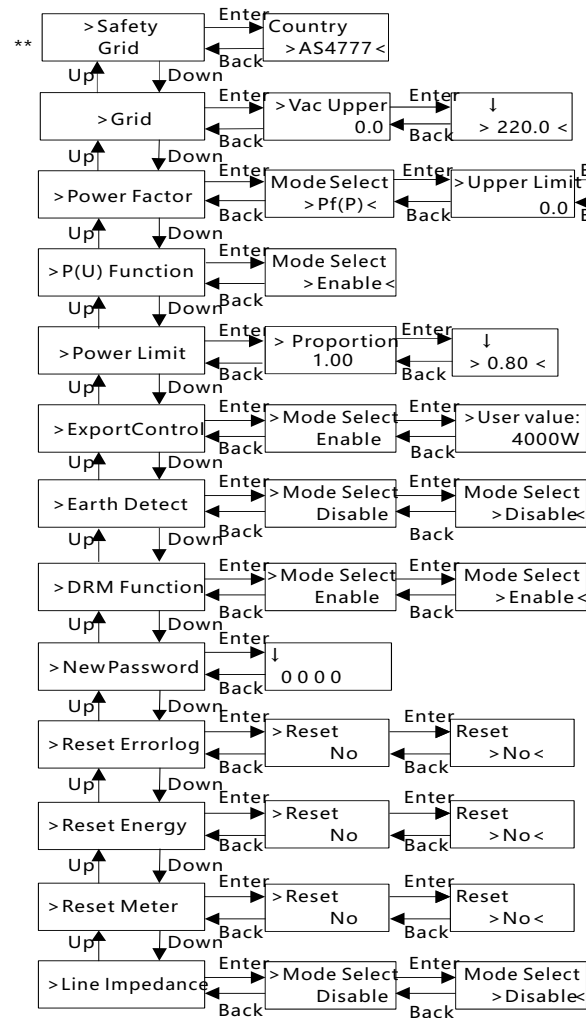 Enter
>Safety
Grid
Country
>AS4777<
**
Back
Up
Down
Enter
Enter
>Grid
>Vac Upper
0.0
↓
>220.0<
Back
Back
Up
Down
Enter
Enter
>Power Factor
Mode Select
>Pf(P)<
>Upper Limit
0.0
Back
Back
Up
Down
Enter
>P(U) Function
Mode Select
>Enable<
Back
Up
Down
Enter
Enter
>Power Limit
> Proportion
1.00
↓
> 0.80 <
Back
Back
Up
Down
Enter
Enter
>ExportControl
>Mode Select
Enable
>User value:
4000W
Back
Back
Up
Down
Enter
Enter
>Earth Detect
>Mode Select
Disable
Mode Select
>Disable<
Back
Back
Up
Down
Enter
Enter
>DRM Function
>Mode Select
Enable
Mode Select
>Enable<
Back
Back
Up
Down
Enter
>New Password
↓
0 0 0 0
Back
Up
Down
Enter
Enter
>Reset Errorlog
>Reset
No
Reset
>No<
Back
Back
Up
Down
Enter
Enter
>Reset Energy
>Reset
No
Reset
>No<
Back
Back
Up
Down
Enter
Enter
>Reset Meter
>Reset
No
Reset
>No<
Back
Back
Up
Down
Enter
Enter
>Line Impedance
>Mode Select
Disable
Mode Select
>Disable<
Back
Back